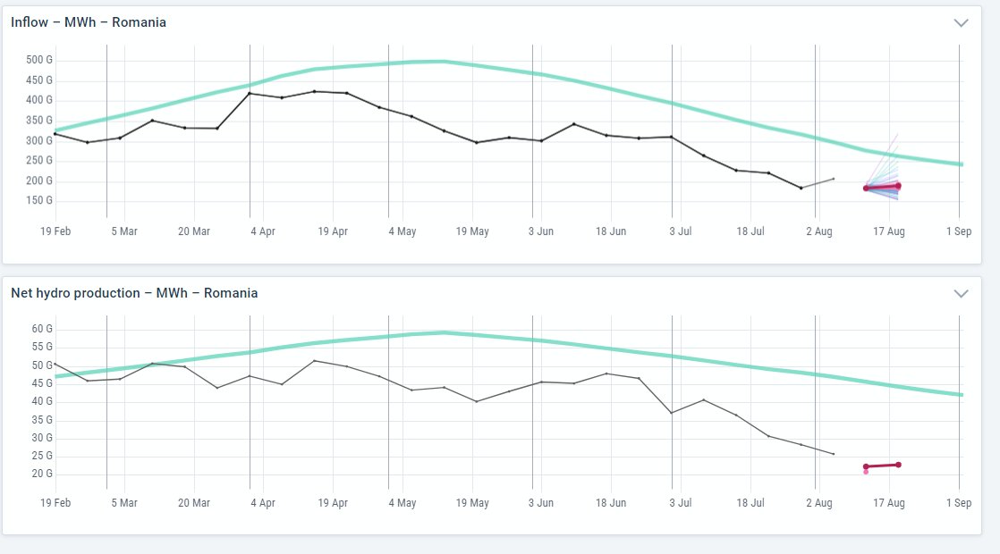 Inflow – MWh – Romania
500 G
450 G
400 G
350 G
300 G
250 G
200 G
150 G
19 Feb 5 Mar 20 Mar 4 Apr 19 Apr 4 May 19 May 3 Jun 18 Jun 3 Jul 18 Jul 2 Aug 17 Aug 1 Sep
Net hydro production – MWh – Romania
60 G
55 G
50 G
45 G
40 G
35 G
30 G
25 G
20 G
19 Feb 5 Mar 20 Mar 4 Apr 19 Apr 4 May 19 May 3 Jun 18 Jun 3 Jul 18 Jul 2 Aug 17 Aug 1 Sep